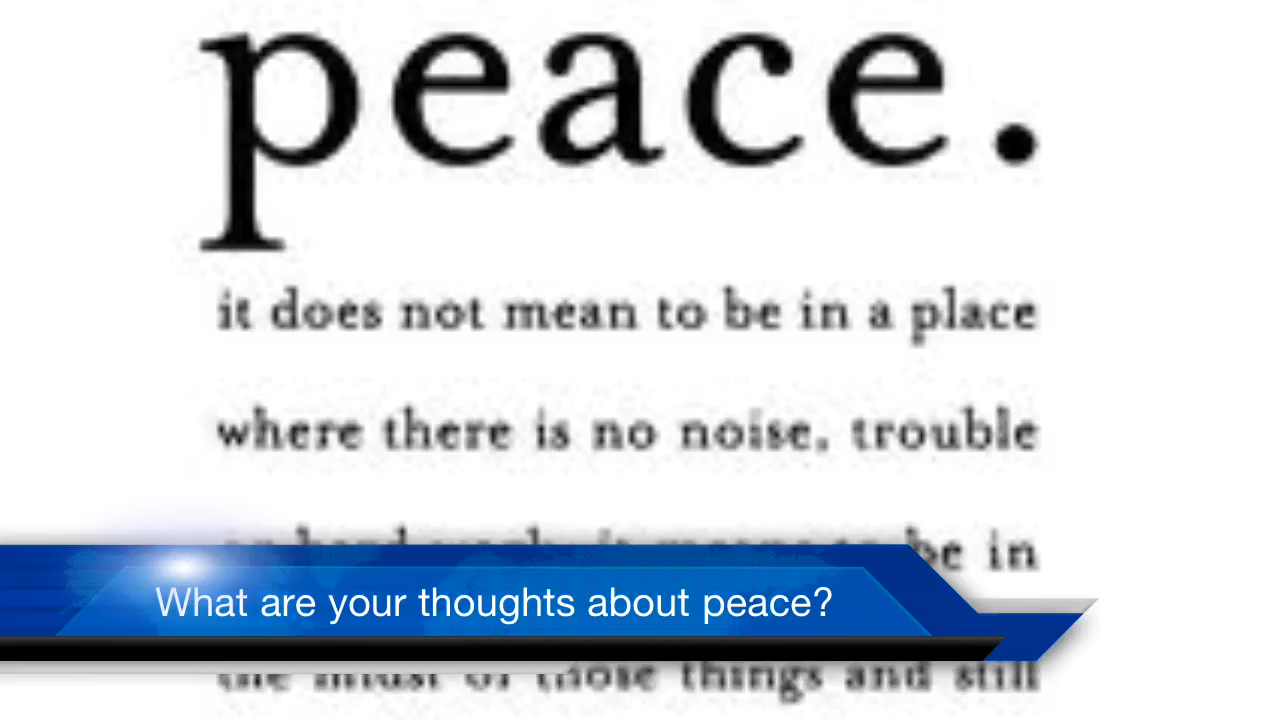 peace.
it does not mean to be in a place
where there is no noise, trouble
be in
What are your thoughts about peace?
things and still